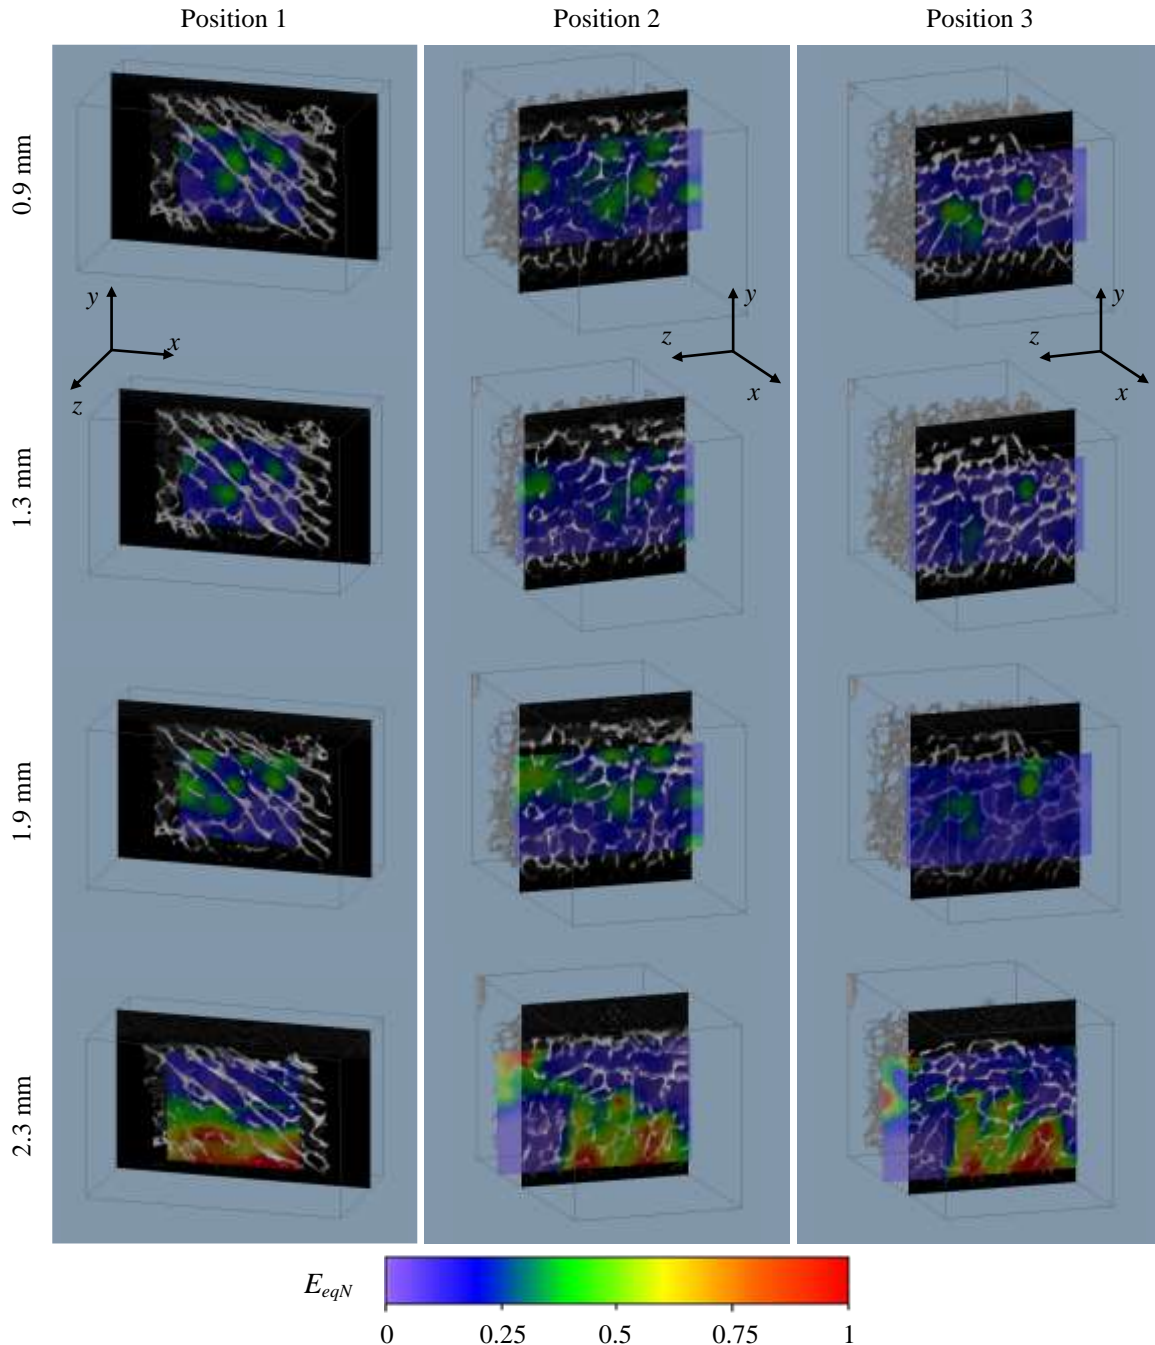 Position 1 Position 2 Position 3
0.9 mm
y x z
z y x
z y x
1.3 mm
1.9 mm
2.3 mm
E_eqN
0 0.25 0.5 0.75 1